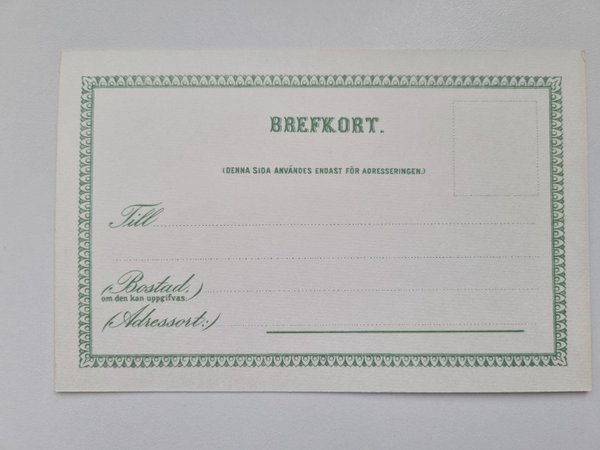 BREFKORT.
(DENNA SIDA ANVÄNDES ENDAST FÖR ADRESSERINGEN.)
Till
(Bostad.)
om den kan uppgifvas.
(Adressort:)